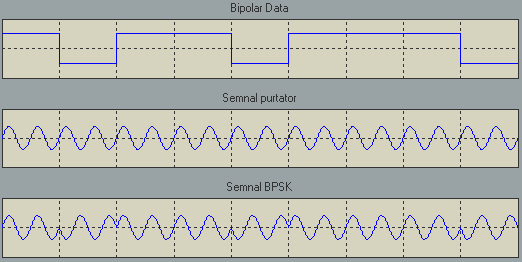 Bipolar Data
Semnal purtator
Semnal BPSK